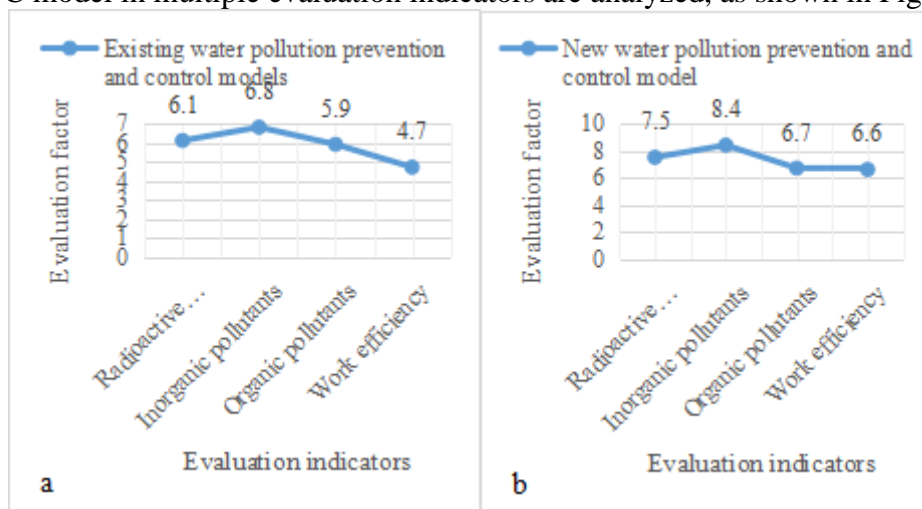 C model in multiple evaluation indicators are analyzed, as shown in Fig
Existing water pollution prevention
and control models
6.1
6.8
5.9
4.7
7
6
5
4
3
2
1
0
Evaluation factor
Radioactive…
Inorganic pollutants
Organic pollutants
Work efficiency
Evaluation indicators
a
New water pollution prevention and
control model
7.5
8.4
6.7
6.6
10
8
6
4
2
0
Evaluation factor
Radioactive…
Inorganic pollutants
Organic pollutants
Work efficiency
Evaluation indicators
b